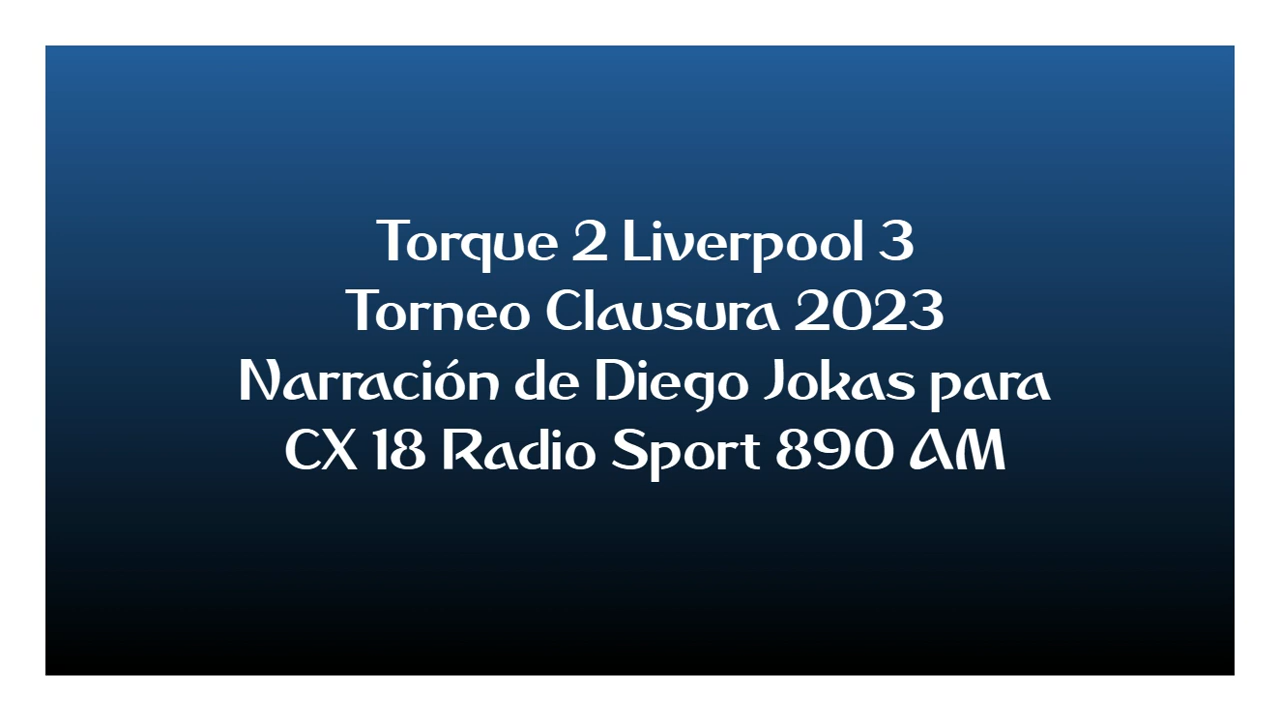 Torque 2 Liverpool 3
Torneo Clausura 2023
Narración de Diego Jokas para
CX 18 Radio Sport 890 AM